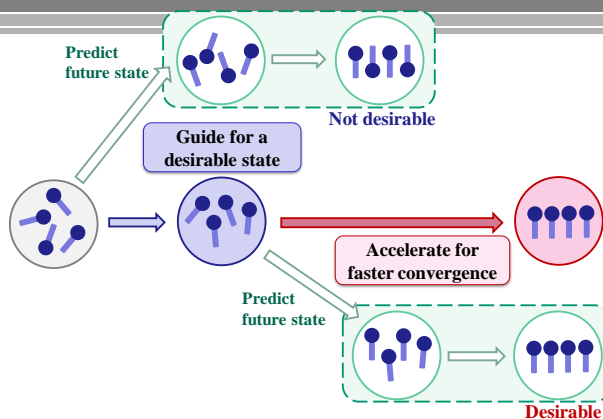 Predict
future state
Not desirable
Guide for a
desirable state
Accelerate for
faster convergence
Predict
future state
Desirable